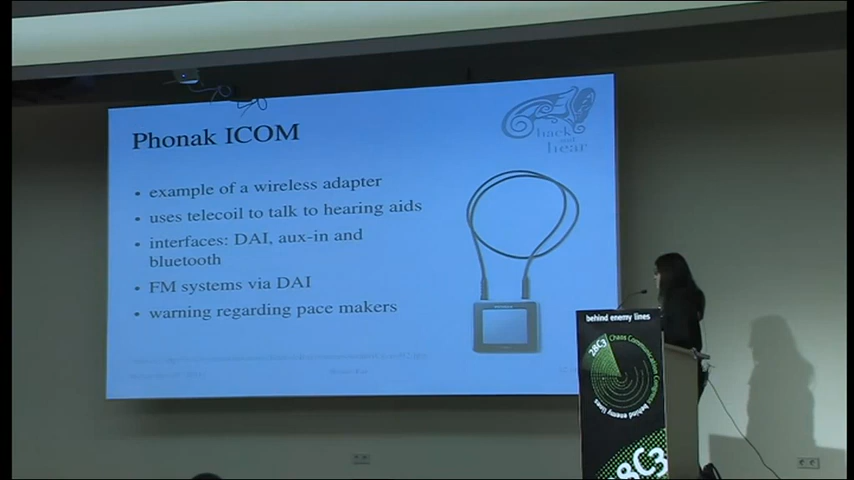 Phonak ICOM
hack
and
hear
• example of a wireless adapter
• uses telecoil to talk to hearing aids
• interfaces: DAI, aux-in and
bluetooth
• FM systems via DAI
• warning regarding pace makers
behind enemy lines
28C3
Chaos Communication Congress
behind enemy lines
28C3